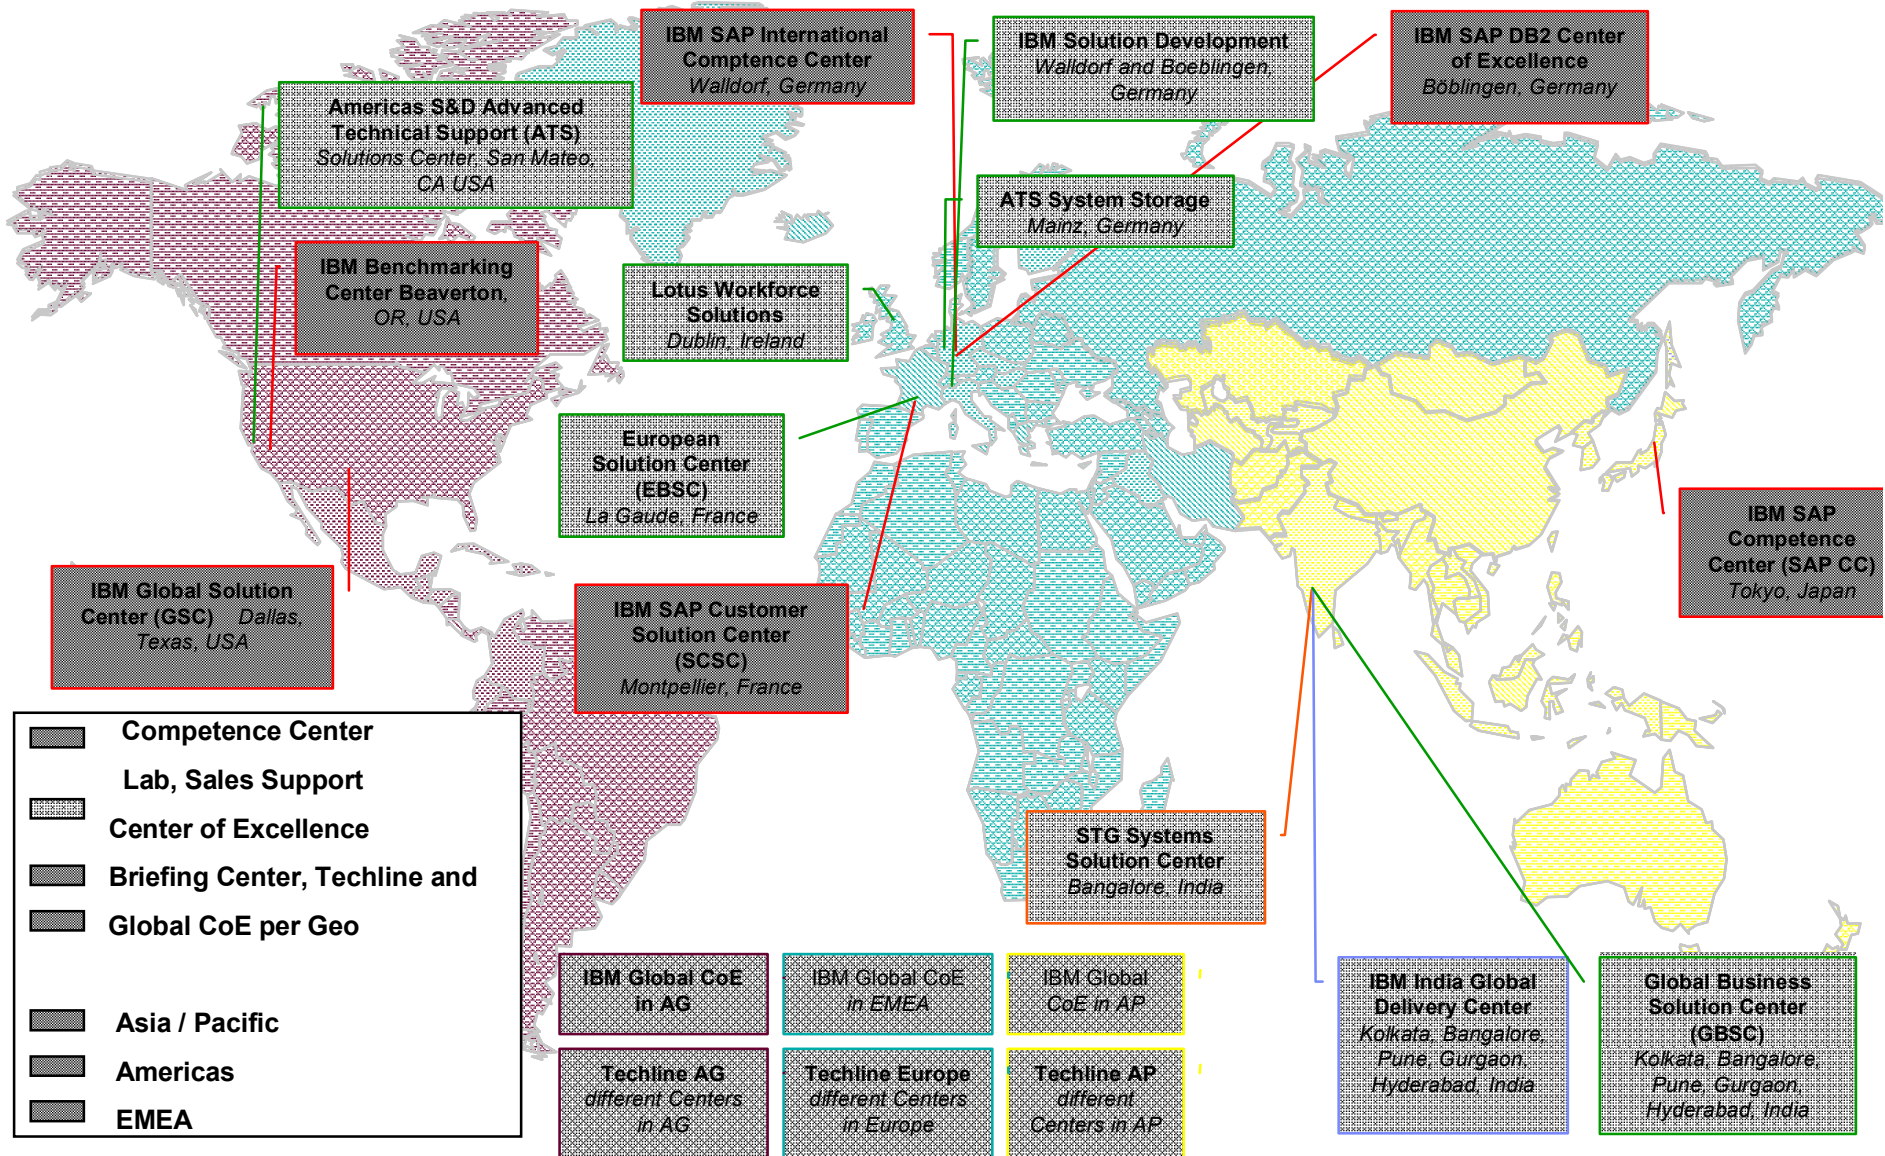 IBM SAP International
Comptence Center
Walldorf, Germany
IBM Solution Development
Walldorf and Boeblingen,
Germany
IBM SAP DB2 Center
of Excellence
Böblingen, Germany
Americas S&D Advanced
Technical Support (ATS)
Solutions Center, San Mateo,
CA USA
ATS System Storage
Mainz, Germany
IBM Benchmarking
Center Beaverton,
OR, USA
Lotus Workforce
Solutions
Dublin, Ireland
European
Solution Center
(EBSC)
La Gaude, France
IBM SAP
Competence
Center (SAP CC)
Tokyo, Japan
IBM Global Solution
Center (GSC) Dallas,
Texas, USA
IBM SAP Customer
Solution Center
(SCSC)
Montpellier, France
Competence Center
Lab, Sales Support
Center of Excellence
Briefing Center, Techline and
Global CoE per Geo
Asia / Pacific
Americas
EMEA
STG Systems
Solution Center
Bangalore, India
IBM Global CoE
in AG
IBM Global CoE
in EMEA
IBM Global
CoE in AP
Techline AG
different Centers
in AG
Techline Europe
different Centers
in Europe
Techline AP
different
Centers in AP
IBM India Global
Delivery Center
Kolkata, Bangalore,
Pune, Gurgaon,
Hyderabad, India
Global Business
Solution Center
(GBSC)
Kolkata, Bangalore,
Pune, Gurgaon,
Hyderabad, India